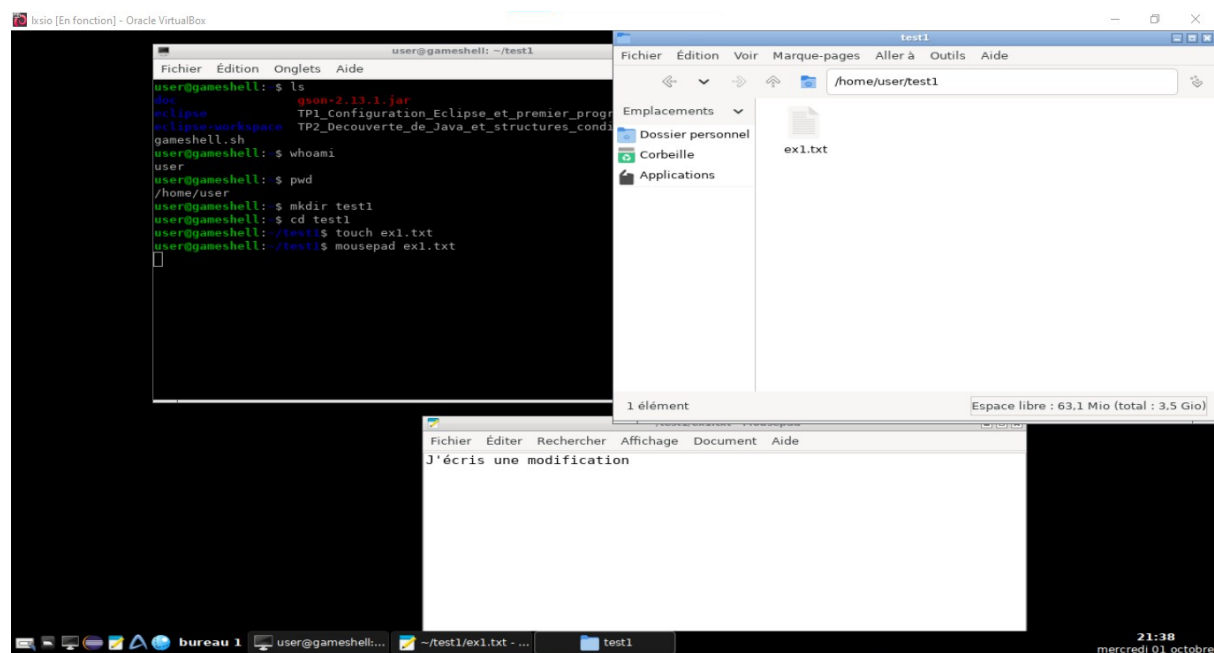 lxsio [En fonction] - Oracle VirtualBox
user@gameshell: ~/test1
Fichier Édition Onglets Aide
user@gameshell:~$ ls
doc gson-2.13.1.jar
eclipse TP1_Configuration_Eclipse_et_premier_progr
eclipse-workspace TP2_Decouverte_de_Java_et_structures_condi
gameshell.sh
user@gameshell:~$ whoami
user
user@gameshell:~$ pwd
/home/user
user@gameshell:~$ mkdir test1
user@gameshell:~$ cd test1
user@gameshell:~/test1$ touch ex1.txt
user@gameshell:~/test1$ mousepad ex1.txt
test1
Fichier Édition Voir Marque-pages Aller à Outils Aide
/home/user/test1
Emplacements
Dossier personnel
Corbeille
Applications
ex1.txt
1 élément
Espace libre : 63,1 Mio (total : 3,5 Gio)
~/test1/ex1.txt - Mousepad
Fichier Éditer Rechercher Affichage Document Aide
J'écris une modification
bureau 1 user@gameshell:... ~/test1/ex1.txt - ... test1
21:38
mercredi 01 octobre